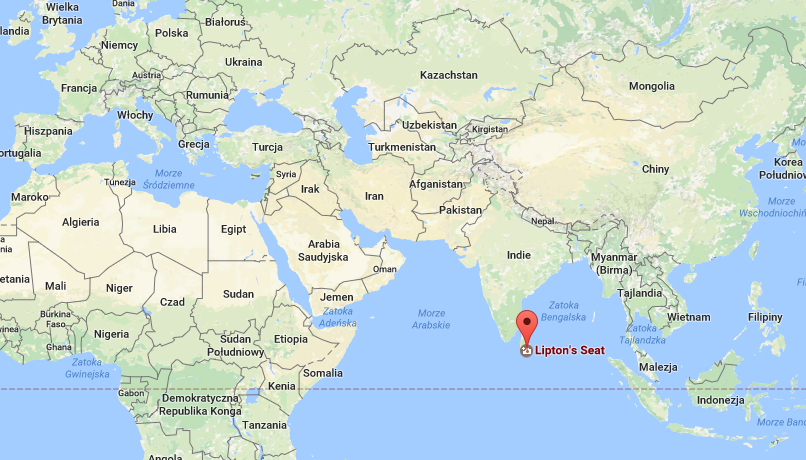 Wielka
Brytania
Dania
landia
Białoruś
Polska
Niemcy
Ukraina
Kazachstan
Austria
Francja
Mongolia
Rumunia
Włochy
Uzbekistan
Kirgistan
Hiszpania
Grecja
Turcja
Turkmenistan
ortugalia
Korea
Południow
Chiny
Morze
Śródziemne
Tunezja
Syria
Afganistan
Irak
Iran
Maroko
Pakistan
Morze
Wschodniochiń
Nepal
Algieria
Libia
Egipt
Arabia
Saudyjska
Indie
Myanmar
(Birma)
Oman
etania
Mali
Niger
Czad
Sudan
Jemen
Tajlandia
Zatoka
Adeńska
Morze
Arabskie
Zatoka
Bengalska
Wietnam
Filipiny
Burkina
Faso
Nigeria
Ghana
Sudan
Południowy
Etiopia
Zatoka
Tajlandzka
Lipton's Seat
Zatoka
Gwinejska
Somalia
Malezja
Kenia
Gabon
Demokratyczna
Republika Konga
Indonezja
Tanzania
Morze Band
Angola